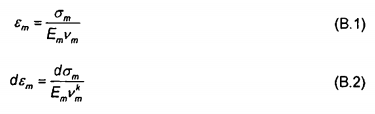 ε_m = σ_m / (E_m ν_m) (B.1)
dε_m = dσ_m / (E_m ν_m^k) (B.2)